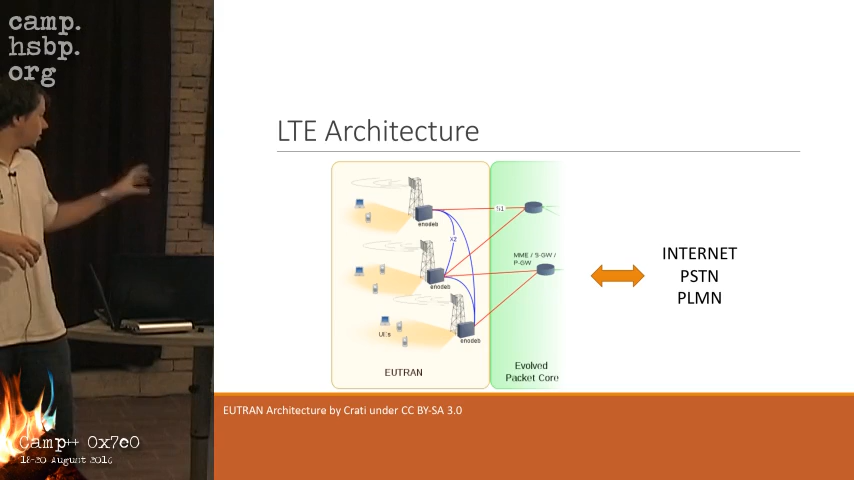 camp.
hsbp.
org
LTE Architecture
S1
enodeb
X2
MME / S-GW /
P-GW
enodeb
UEs
enodeb
EUTRAN
Evolved
Packet Core
INTERNET
PSTN
PLMN
EUTRAN Architecture by Crati under CC BY-SA 3.0
Camp++ 0x7e0
18-20 August 2016